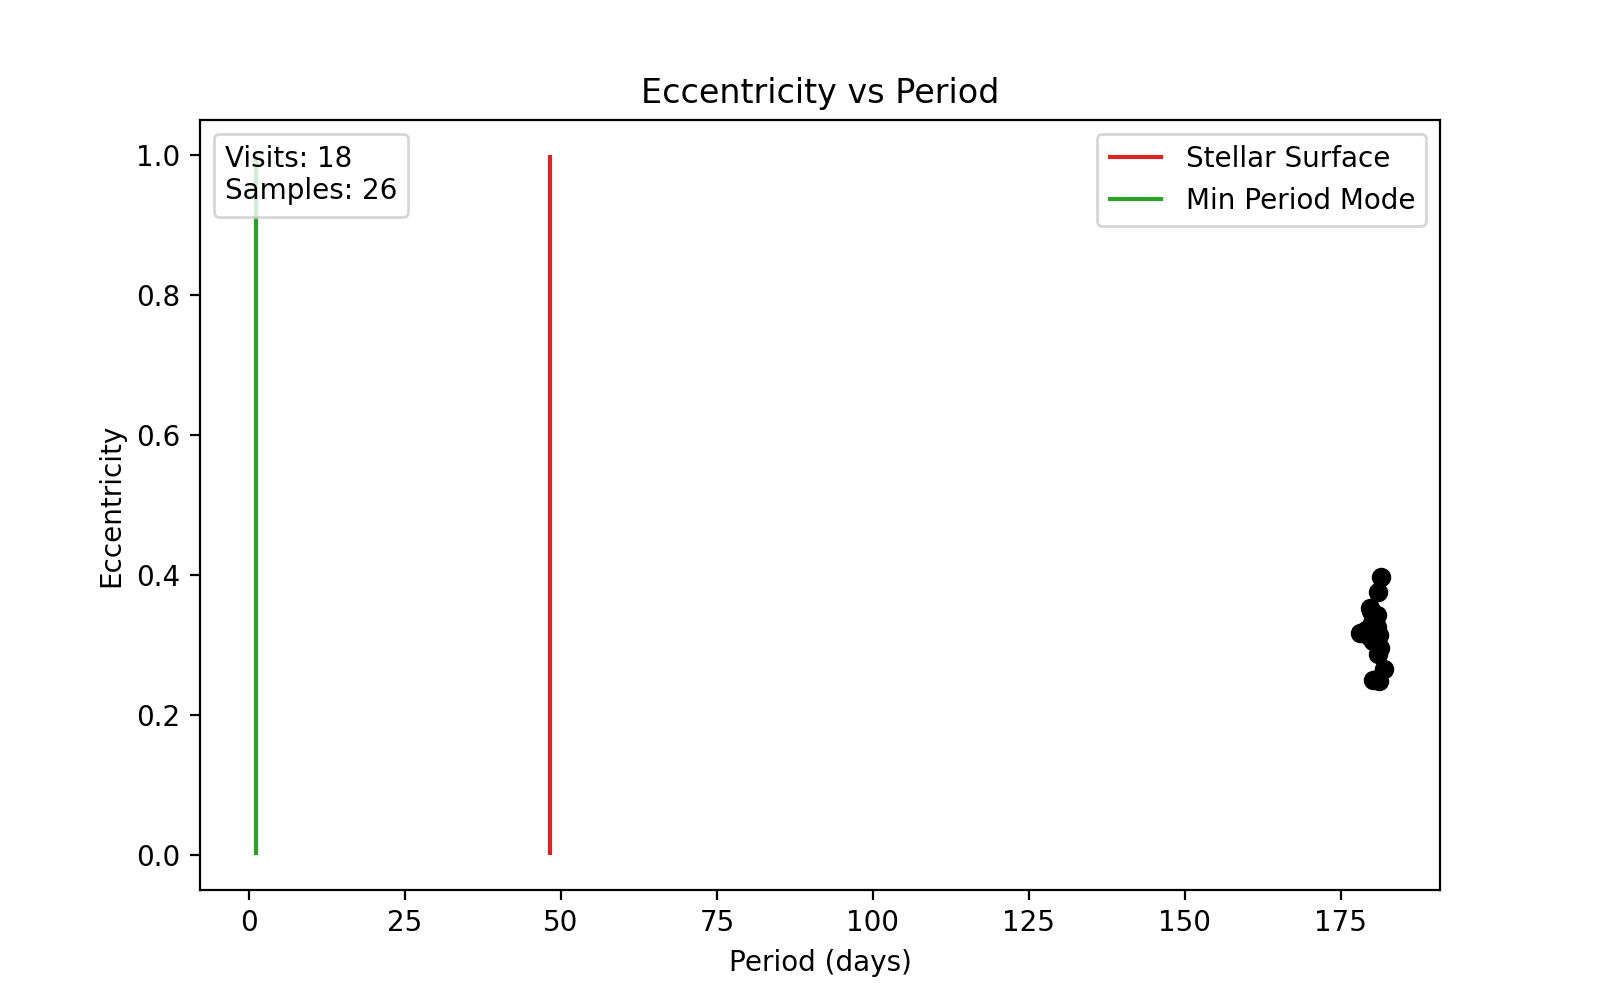 Eccentricity vs Period
Visits: 18
Samples: 26
Stellar Surface
Min Period Mode
1.0
0.8
0.6
0.4
0.2
0.0
Eccentricity
0 25 50 75 100 125 150 175
Period (days)